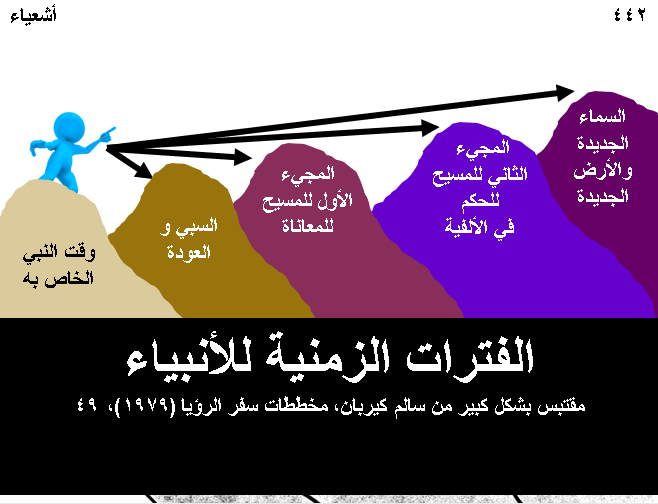 أشعياء
٤٤٢
السماء
الجديدة
والأرض
الجديدة
المجيء
الثاني للمسيح
للحكم
في الألفية
المجيء
الأول للمسيح
للمعاناة
السبي و
العودة
وقت النبي
الخاص به
الفترات الزمنية للأنبياء
مقتبس بشكل كبير من سالم كيربان، مخططات سفر الرؤيا (١٩٧٩)، ٤٩